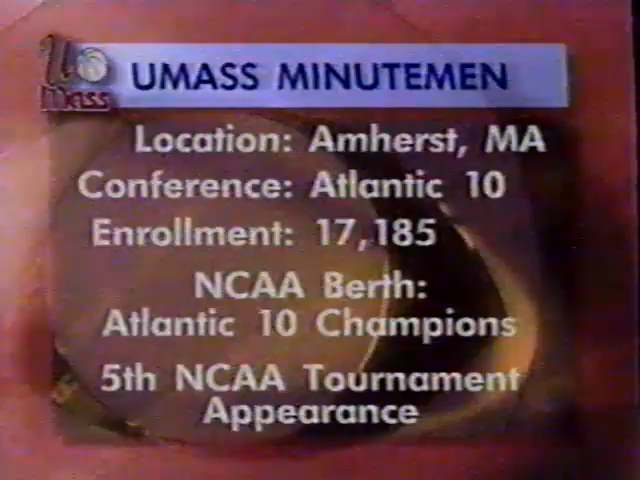 U
Mass
UMASS MINUTEMEN
Location: Amherst, MA
Conference: Atlantic 10
Enrollment: 17,185
NCAA Berth:
Atlantic 10 Champions
5th NCAA Tournament
Appearance